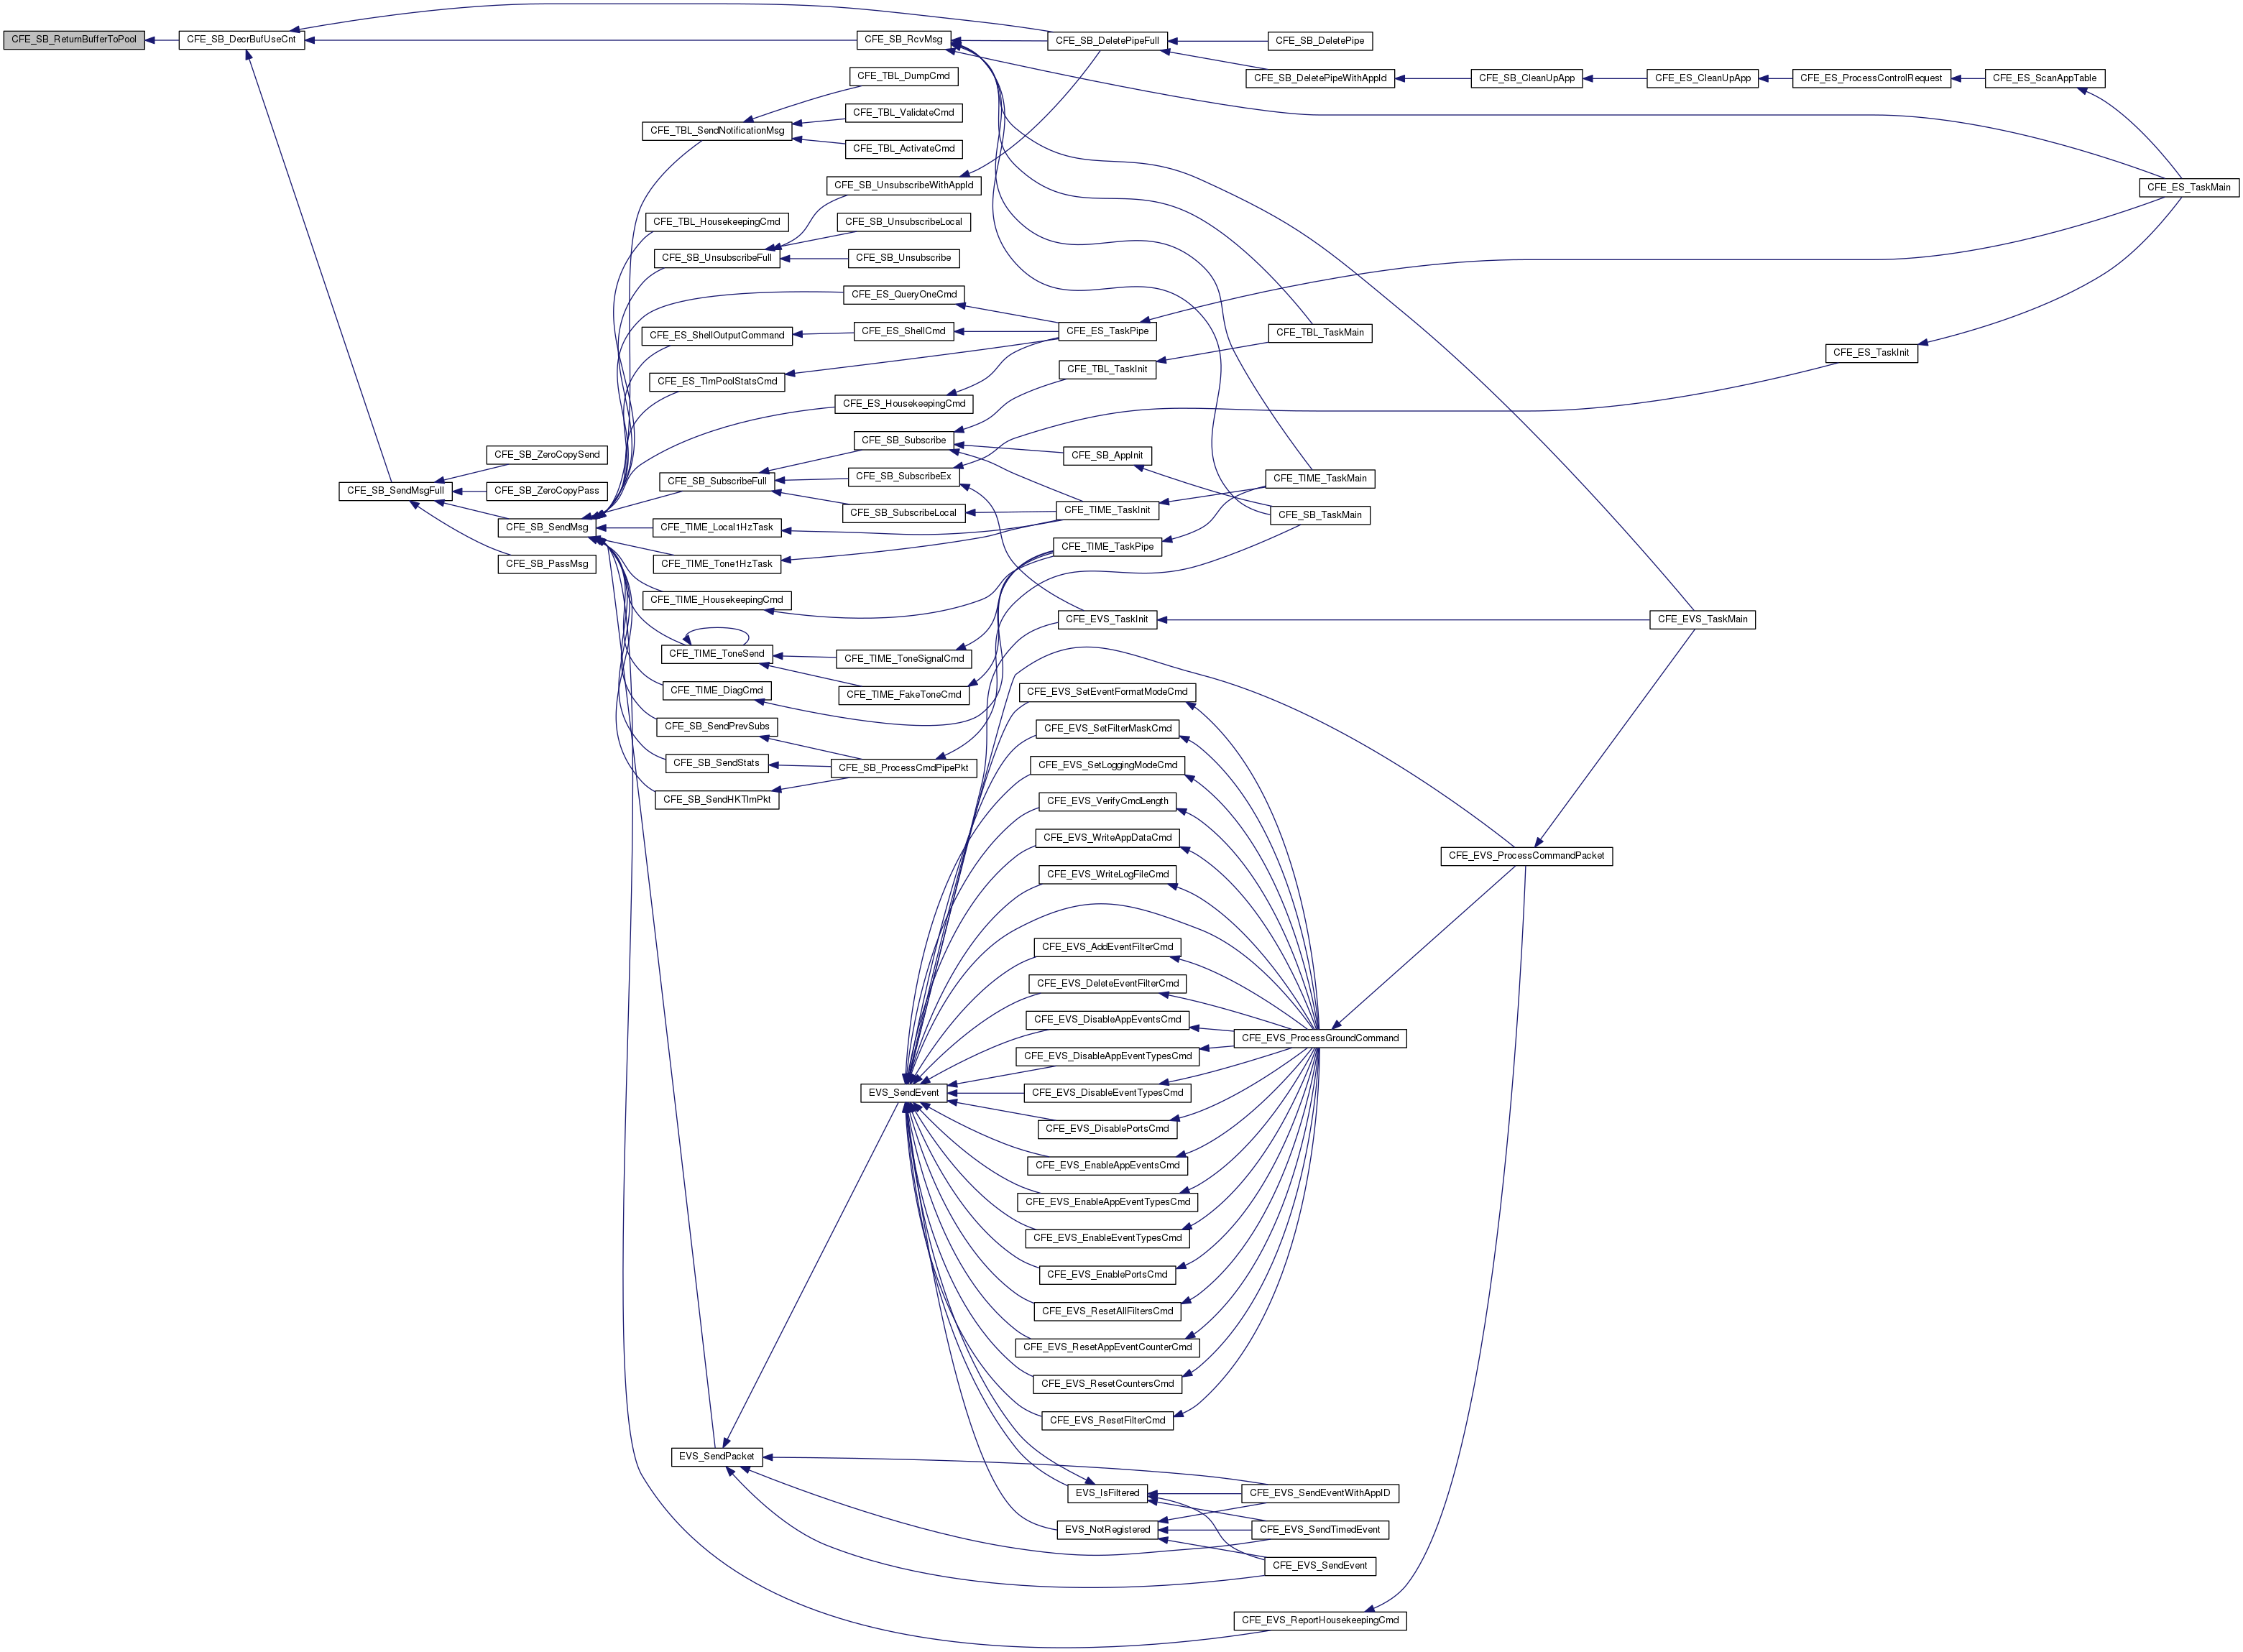 CFE_SB_ReturnBufferToPool
CFE_SB_DecrBufUseCnt
CFE_SB_RcvMsg
CFE_SB_DeletePipeFull
CFE_SB_DeletePipe
CFE_SB_DeletePipeWithAppId
CFE_SB_CleanUpApp
CFE_ES_CleanUpApp
CFE_ES_ProcessControlRequest
CFE_ES_ScanAppTable
CFE_TBL_DumpCmd
CFE_TBL_ValidateCmd
CFE_TBL_SendNotificationMsg
CFE_TBL_ActivateCmd
CFE_SB_UnsubscribeWithAppId
CFE_ES_TaskMain
CFE_TBL_HousekeepingCmd
CFE_SB_UnsubscribeLocal
CFE_SB_UnsubscribeFull
CFE_SB_Unsubscribe
CFE_ES_QueryOneCmd
CFE_ES_ShellOutputCommand
CFE_ES_ShellCmd
CFE_ES_TaskPipe
CFE_TBL_TaskMain
CFE_ES_TaskInit
CFE_TBL_TaskInit
CFE_ES_TlmPoolStatsCmd
CFE_ES_HousekeepingCmd
CFE_SB_Subscribe
CFE_SB_AppInit
CFE_SB_ZeroCopySend
CFE_SB_SubscribeFull
CFE_SB_SubscribeEx
CFE_TIME_TaskMain
CFE_SB_SendMsgFull
CFE_SB_ZeroCopyPass
CFE_SB_SubscribeLocal
CFE_TIME_TaskInit
CFE_SB_TaskMain
CFE_SB_SendMsg
CFE_TIME_Local1HzTask
CFE_TIME_TaskPipe
CFE_SB_PassMsg
CFE_TIME_Tone1HzTask
CFE_TIME_HousekeepingCmd
CFE_EVS_TaskInit
CFE_EVS_TaskMain
CFE_TIME_ToneSend
CFE_TIME_ToneSignalCmd
CFE_TIME_DiagCmd
CFE_TIME_FakeToneCmd
CFE_EVS_SetEventFormatModeCmd
CFE_SB_SendPrevSubs
CFE_EVS_SetFilterMaskCmd
CFE_SB_SendStats
CFE_SB_ProcessCmdPipePkt
CFE_EVS_SetLoggingModeCmd
CFE_SB_SendHKTlmPkt
CFE_EVS_VerifyCmdLength
CFE_EVS_WriteAppDataCmd
CFE_EVS_ProcessCommandPacket
CFE_EVS_WriteLogFileCmd
CFE_EVS_AddEventFilterCmd
CFE_EVS_DeleteEventFilterCmd
CFE_EVS_DisableAppEventsCmd
CFE_EVS_ProcessGroundCommand
CFE_EVS_DisableAppEventTypesCmd
EVS_SendEvent
CFE_EVS_DisableEventTypesCmd
CFE_EVS_DisablePortsCmd
CFE_EVS_EnableAppEventsCmd
CFE_EVS_EnableAppEventTypesCmd
CFE_EVS_EnableEventTypesCmd
CFE_EVS_EnablePortsCmd
CFE_EVS_ResetAllFiltersCmd
CFE_EVS_ResetAppEventCounterCmd
CFE_EVS_ResetCountersCmd
CFE_EVS_ResetFilterCmd
EVS_SendPacket
EVS_IsFiltered
CFE_EVS_SendEventWithAppID
EVS_NotRegistered
CFE_EVS_SendTimedEvent
CFE_EVS_SendEvent
CFE_EVS_ReportHousekeepingCmd